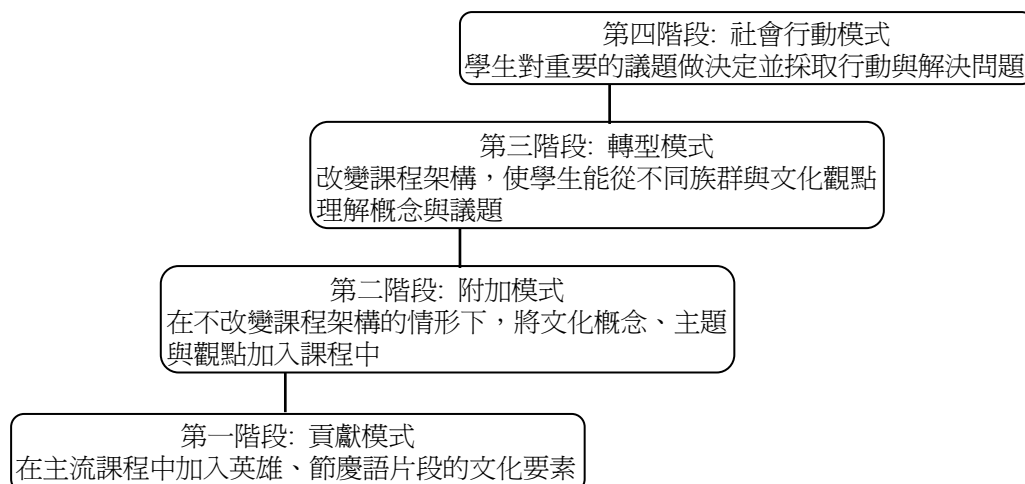 第四階段: 社會行動模式
學生對重要的議題做決定並採取行動與解決問題
第三階段: 轉型模式
改變課程架構，使學生能從不同族群與文化觀點
理解概念與議題
第二階段: 附加模式
在不改變課程架構的情形下，將文化概念、主題
與觀點加入課程中
第一階段: 貢獻模式
在主流課程中加入英雄、節慶語片段的文化要素